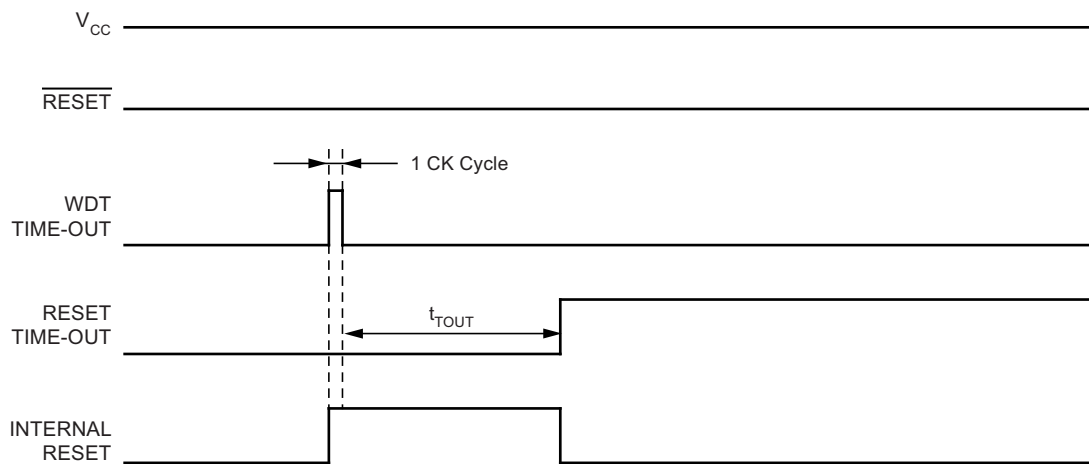 VCC
RESET
1 CK Cycle
WDT
TIME-OUT
RESET
TIME-OUT
tTOUT
INTERNAL
RESET